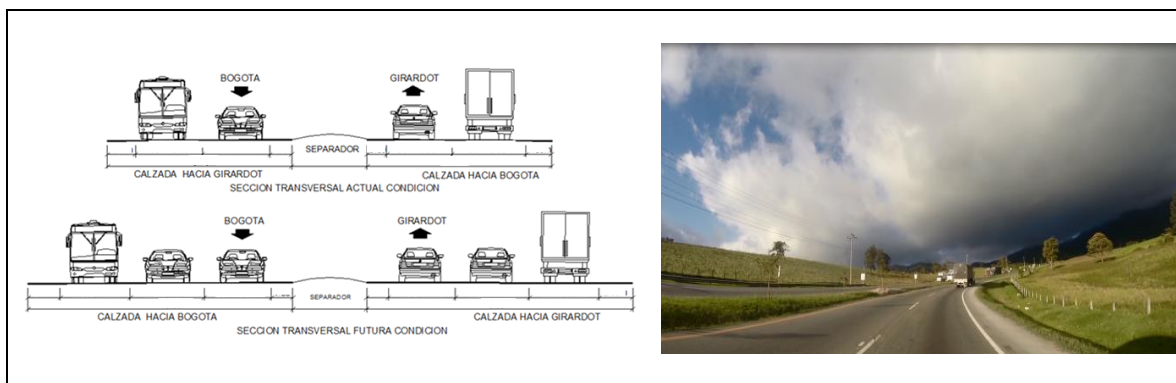 BOGOTA
GIRARDOT
SEPARADOR
CALZADA HACIA GIRARDOT
CALZADA HACIA BOGOTA
SECCION TRANSVERSAL ACTUAL CONDICION
BOGOTA
GIRARDOT
SEPARADOR
CALZADA HACIA BOGOTA
CALZADA HACIA GIRARDOT
SECCION TRANSVERSAL FUTURA CONDICION